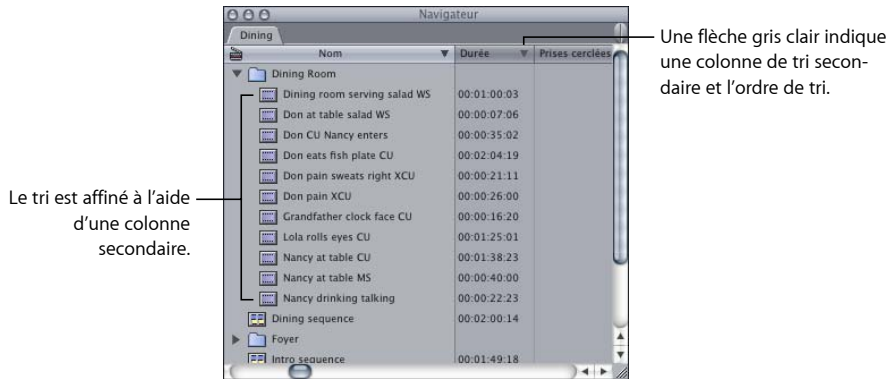 Navigateur
Dining
Nom Durée Prises cerclées
Dining Room
Dining room serving salad WS 00:01:00:03
Don at table salad WS 00:00:07:06
Don CU Nancy enters 00:00:35:02
Don eats fish plate CU 00:02:04:19
Don pain sweats right XCU 00:00:21:11
Don pain XCU 00:00:26:00
Grandfather clock face CU 00:00:16:20
Lola rolls eyes CU 00:01:25:01
Nancy at table CU 00:01:38:23
Nancy at table MS 00:00:40:00
Nancy drinking talking 00:00:22:23
Dining sequence 00:02:00:14
Foyer
Intro sequence 00:01:49:18
Une flèche gris clair indique
une colonne de tri secon-
daire et l’ordre de tri.
Le tri est affiné à l’aide
d’une colonne
secondaire.